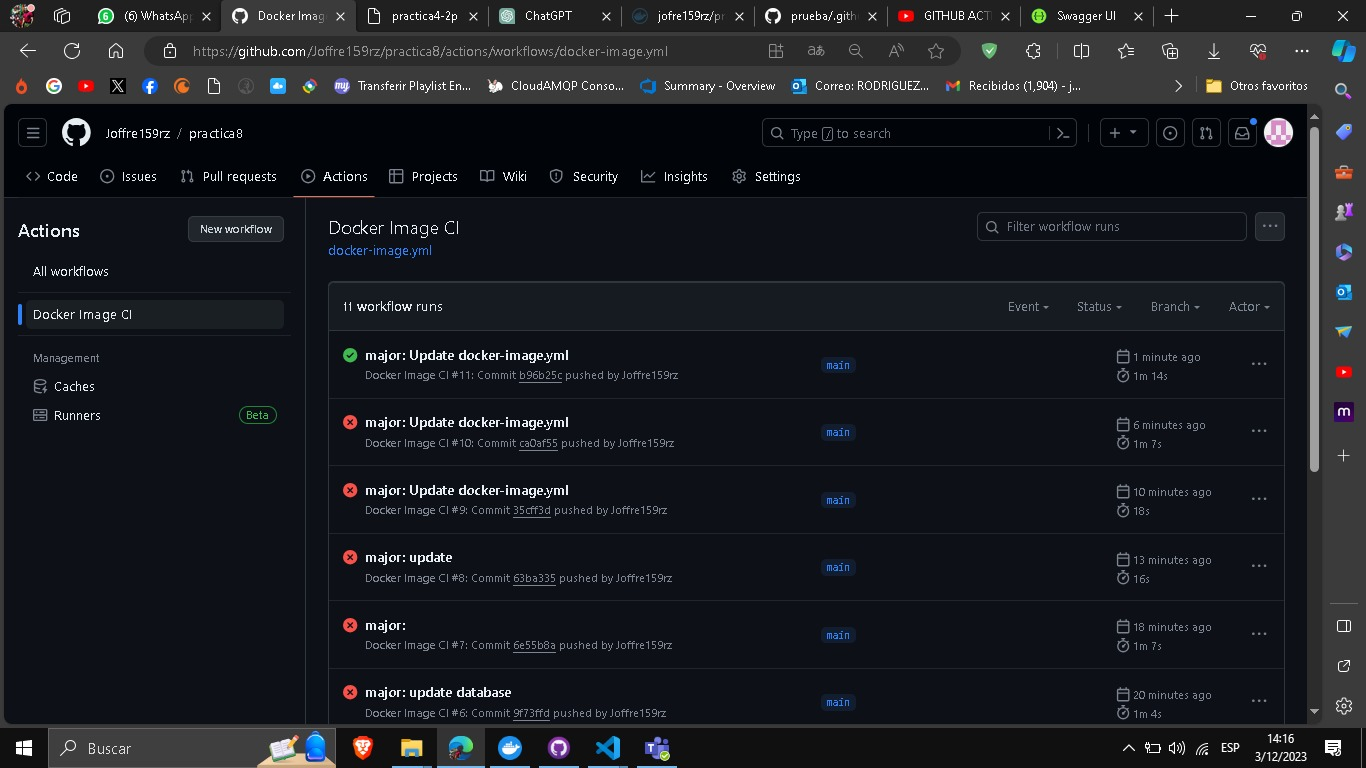 (6) WhatsApp
Docker Imag
practica4-2p
ChatGPT
jofre159rz/pr
prueba/.gith
GITHUB ACTI
Swagger UI
https://github.com/Joffre159rz/practica8/actions/workflows/docker-image.yml
Transferir Playlist En...
CloudAMQP Conso...
Summary - Overview
Correo: RODRIGUEZ...
Recibidos (1,904) - j...
Otros favoritos
Joffre159rz / practica8
Type / to search
Code
Issues
Pull requests
Actions
Projects
Wiki
Security
Insights
Settings
Actions
New workflow
All workflows
Docker Image CI
Management
Caches
Runners
Beta
Docker Image CI
docker-image.yml
Filter workflow runs
11 workflow runs
Event
Status
Branch
Actor
major: Update docker-image.yml
Docker Image CI #11: Commit b96b25c pushed by Joffre159rz
main
1 minute ago
1m 14s
major: Update docker-image.yml
Docker Image CI #10: Commit ca0af55 pushed by Joffre159rz
main
6 minutes ago
1m 7s
major: Update docker-image.yml
Docker Image CI #9: Commit 35cff3d pushed by Joffre159rz
main
10 minutes ago
18s
major: update
Docker Image CI #8: Commit 63ba335 pushed by Joffre159rz
main
13 minutes ago
16s
major:
Docker Image CI #7: Commit 6e55b8a pushed by Joffre159rz
main
18 minutes ago
1m 7s
major: update database
Docker Image CI #6: Commit 9f73ffd pushed by Joffre159rz
main
20 minutes ago
1m 4s
Buscar
ESP
14:16
3/12/2023